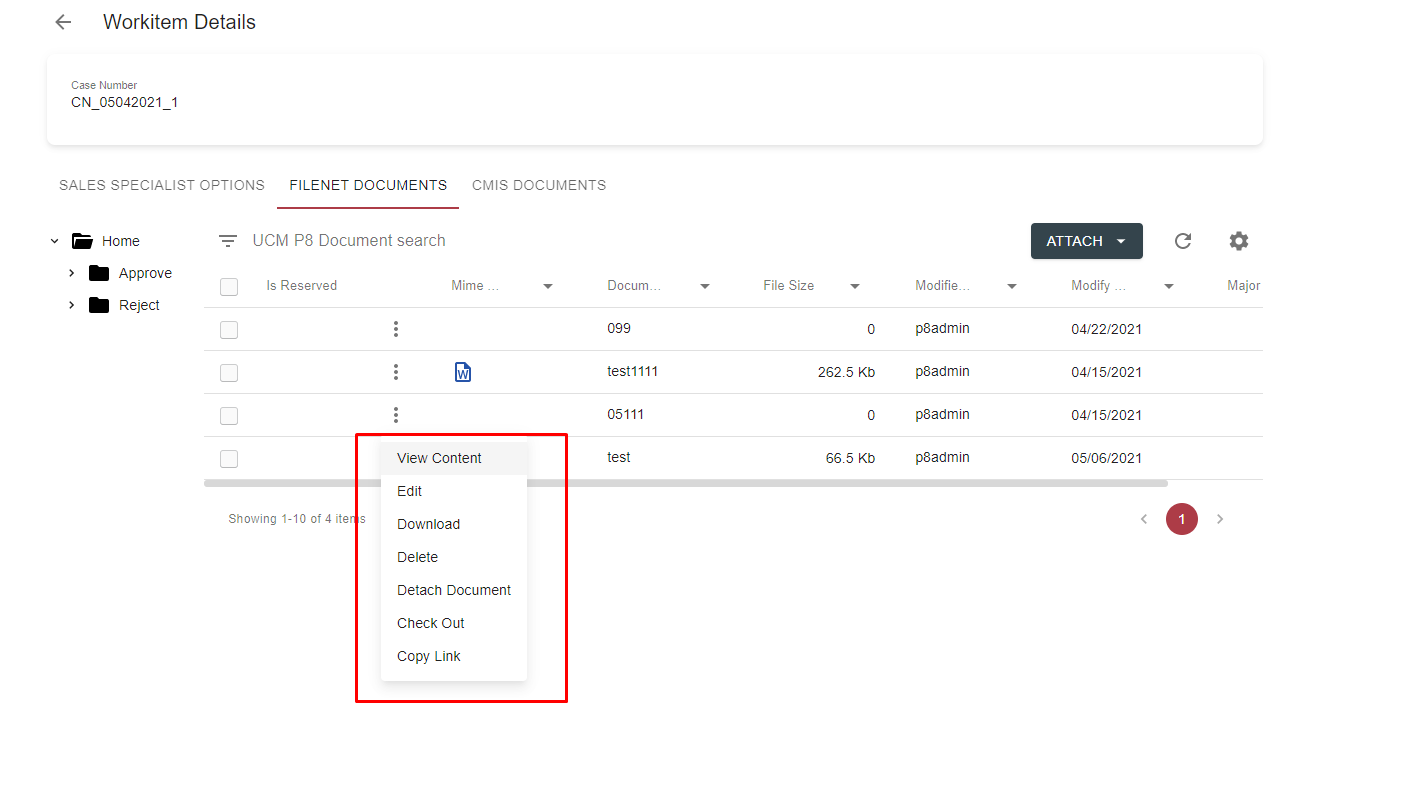 Workitem Details
Case Number
CN_05042021_1
SALES SPECIALIST OPTIONS FILENET DOCUMENTS CMIS DOCUMENTS
Home
Approve
Reject
UCM P8 Document search ATTACH
Is Reserved Mime ... Docum... File Size Modifie... Modify ... Major
099 0 p8admin 04/22/2021
W test1111 262.5 Kb p8admin 04/15/2021
05111 0 p8admin 04/15/2021
test 66.5 Kb p8admin 05/06/2021
View Content
Edit
Download
Delete
Detach Document
Check Out
Copy Link
Showing 1-10 of 4 items 1